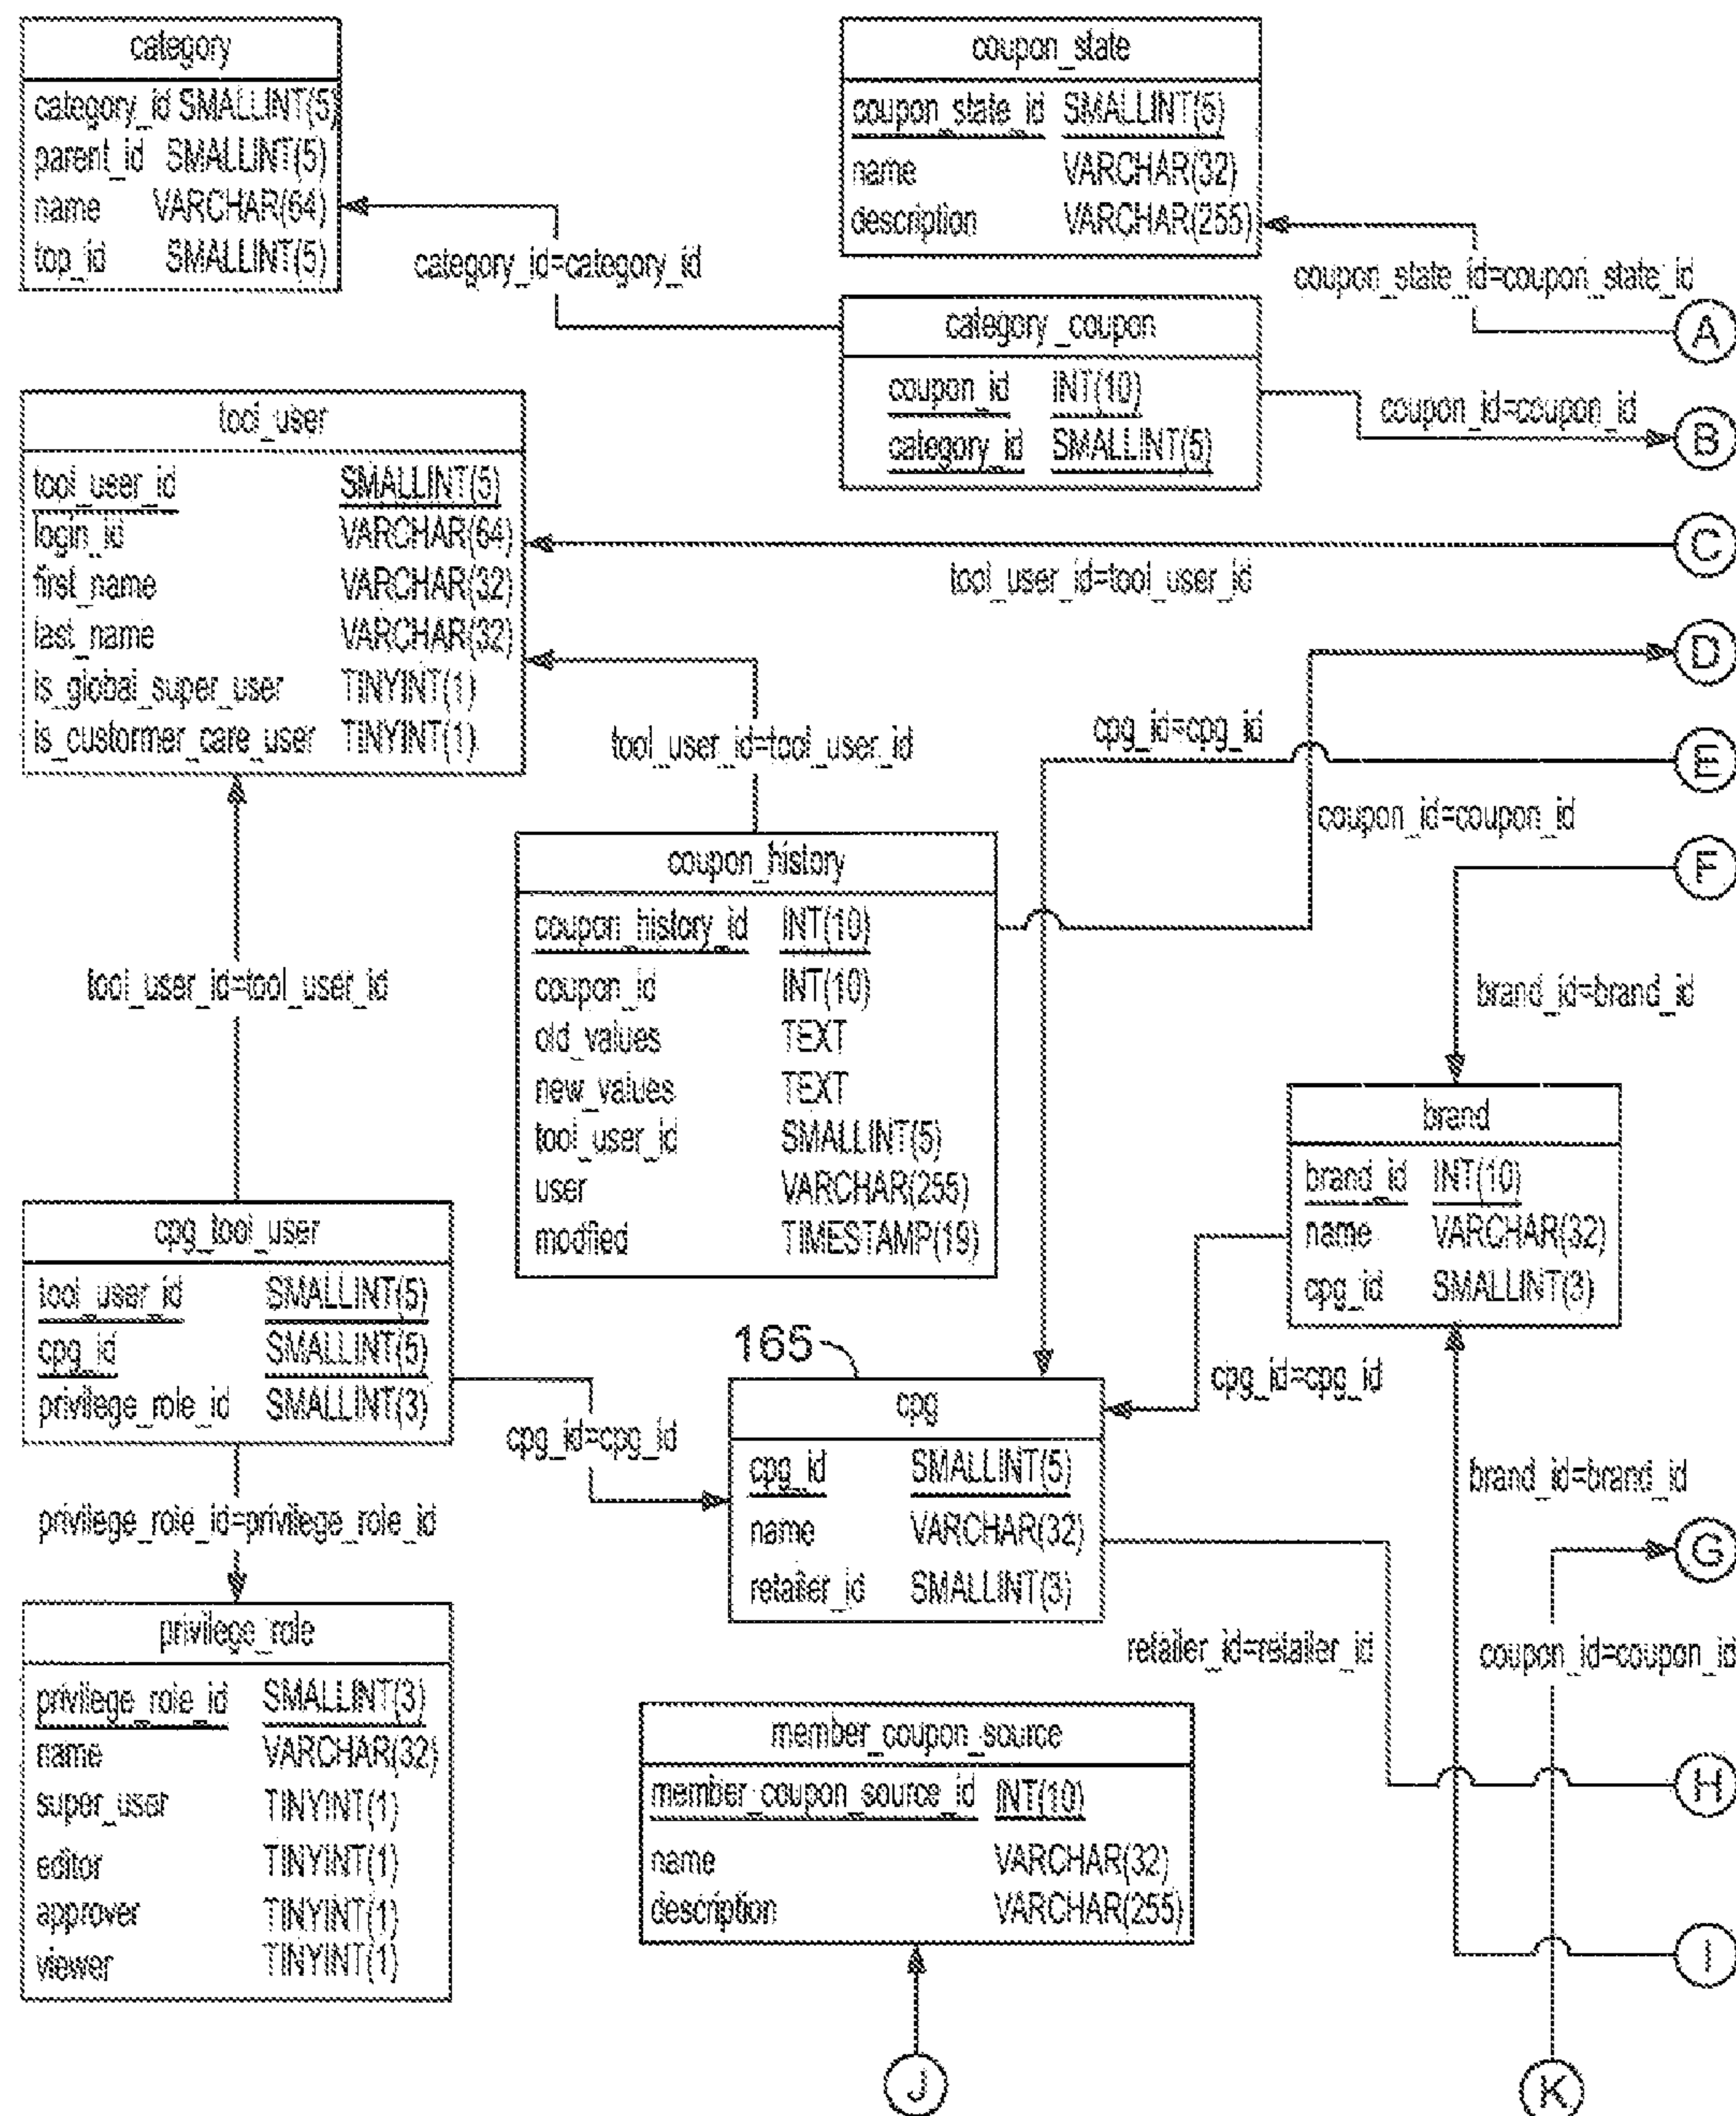 category
category_id SMALLINT(5)
parent_id SMALLINT(5)
name VARCHAR(64)
top_id SMALLINT(5)
category_id=category_id
coupon_state
coupon_state_id SMALLINT(5)
name VARCHAR(32)
description VARCHAR(255)
coupon_state_id=coupon_state_id
A
category_coupon
coupon_id INT(10)
category_id SMALLINT(5)
coupon_id=coupon_id
B
tool_user
tool_user_id SMALLINT(5)
login_id VARCHAR(64)
first_name VARCHAR(32)
last_name VARCHAR(32)
is_global_super_user TINYINT(1)
is_custormer_care_user TINYINT(1)
tool_user_id=tool_user_id
C
D
tool_user_id=tool_user_id
cpg_id=cpg_id
E
coupon_id=coupon_id
F
coupon_history
coupon_history_id INT(10)
coupon_id INT(10)
old_values TEXT
new_values TEXT
tool_user_id SMALLINT(5)
user VARCHAR(255)
modfied TIMESTAMP(19)
tool_user_id=tool_user_id
brand_id=brand_id
brand
brand_id INT(10)
name VARCHAR(32)
cpg_id SMALLINT(3)
cpg_tool_user
tool_user_id SMALLINT(5)
cpg_id SMALLINT(5)
privilege_role_id SMALLINT(3)
cpg_id=cpg_id
165
cpg
cpg_id SMALLINT(5)
name VARCHAR(32)
retailer_id SMALLINT(3)
cpg_id=cpg_id
brand_id=brand_id
G
privilege_role_id=privilege_role_id
privilege_role
privilege_role_id SMALLINT(3)
name VARCHAR(32)
super_user TINYINT(1)
editor TINYINT(1)
approver TINYINT(1)
viewer TINYINT(1)
retailer_id=retailer_id
coupon_id=coupon_id
member_coupon_source
member_coupon_source_id INT(10)
name VARCHAR(32)
description VARCHAR(255)
H
I
J
K